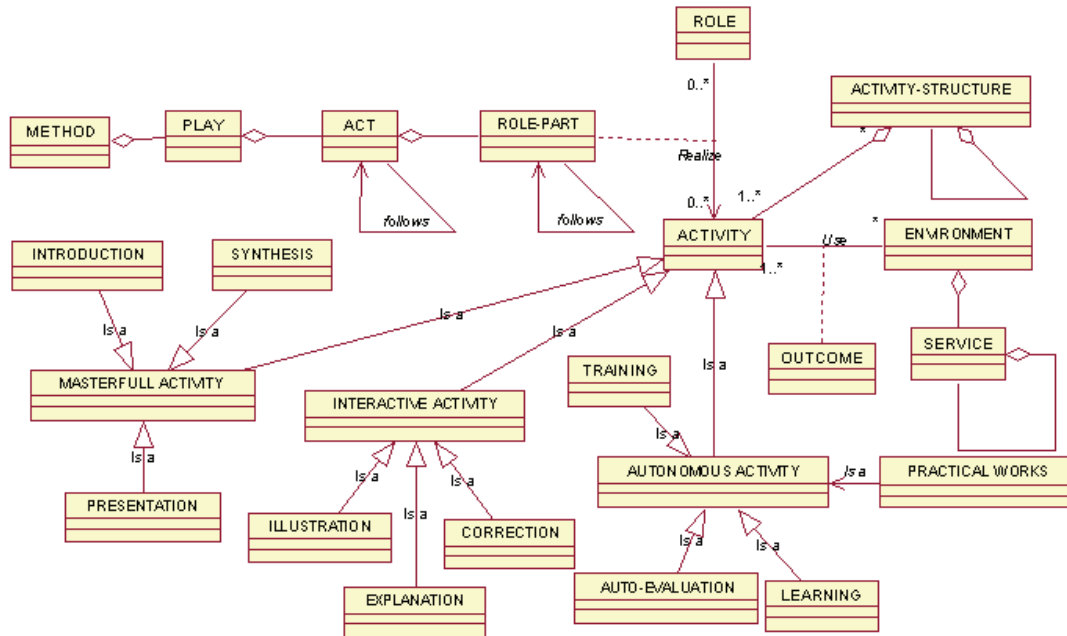 ROLE
0..*
ACTIVITY-STRUCTURE
METHOD
PLAY
ACT
ROLE-PART
*
Realize
follows
follows
0..*
1..*
ACTIVITY
*
Use
ENVIRONMENT
1..*
INTRODUCTION
SYNTHESIS
Is a
Is a
Is a
Is a
Is a
MASTERFULL ACTIVITY
INTERACTIVE ACTIVITY
TRAINING
OUTCOME
SERVICE
Is a
Is a
Is a
Is a
AUTONOMOUS ACTIVITY
Is a
PRACTICAL WORKS
PRESENTATION
ILLUSTRATION
Is a
CORRECTION
Is a
Is a
EXPLANATION
AUTO-EVALUATION
LEARNING